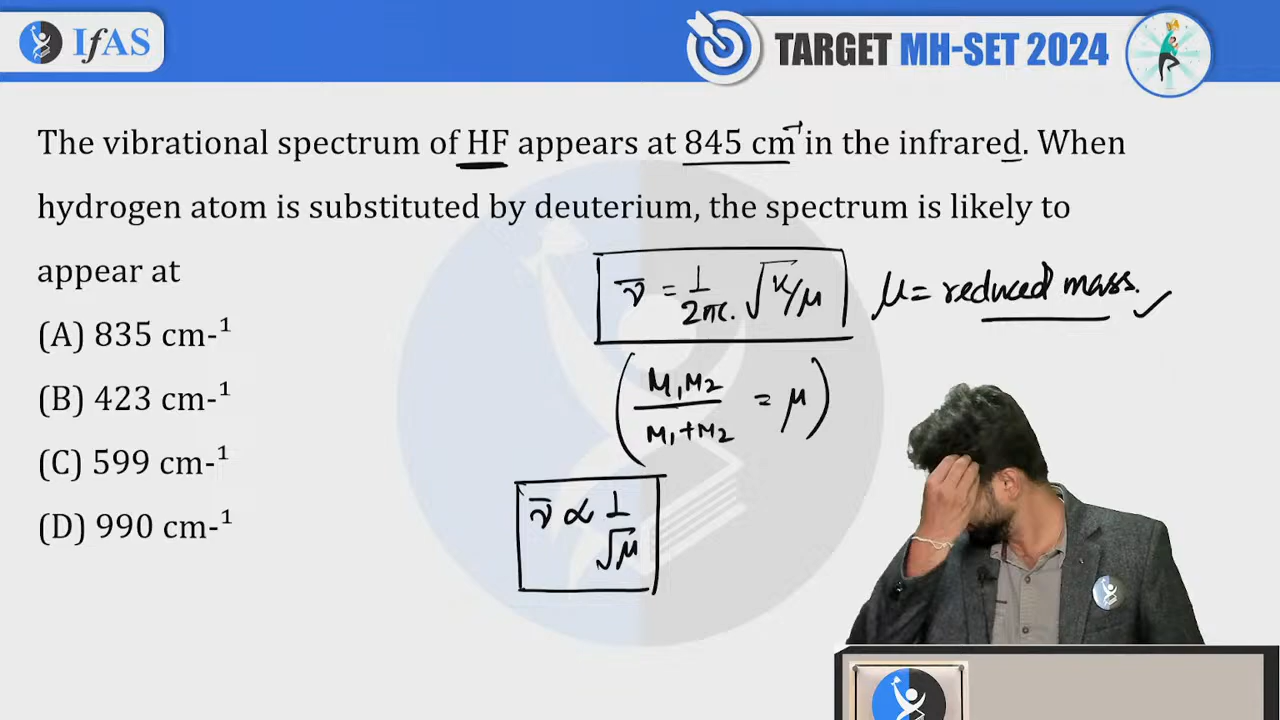 IfAS
TARGET MH-SET 2024
The vibrational spectrum of HF appears at 845 cm⁻¹ in the infrared. When
hydrogen atom is substituted by deuterium, the spectrum is likely to
appear at
(A) 835 cm-¹
(B) 423 cm-¹
(C) 599 cm-¹
(D) 990 cm-¹
ν̄ = 1/2πc. √k/μ
μ = reduced mass.
(M₁M₂/M₁+M₂ = μ)
ν̄ ∝ 1/√μ